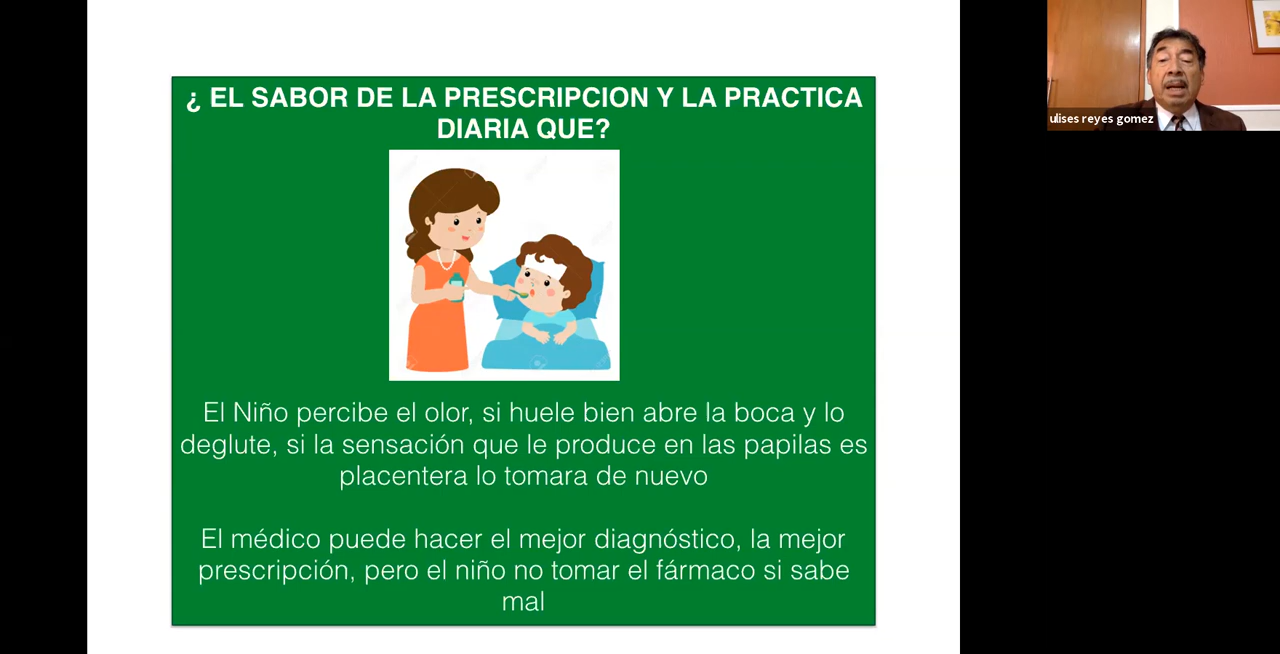 ¿ EL SABOR DE LA PRESCRIPCION Y LA PRACTICA
DIARIA QUE?
El Niño percibe el olor, si huele bien abre la boca y lo
deglute, si la sensación que le produce en las papilas es
placentera lo tomara de nuevo
El médico puede hacer el mejor diagnóstico, la mejor
prescripción, pero el niño no tomar el fármaco si sabe
mal
ulises reyes gomez